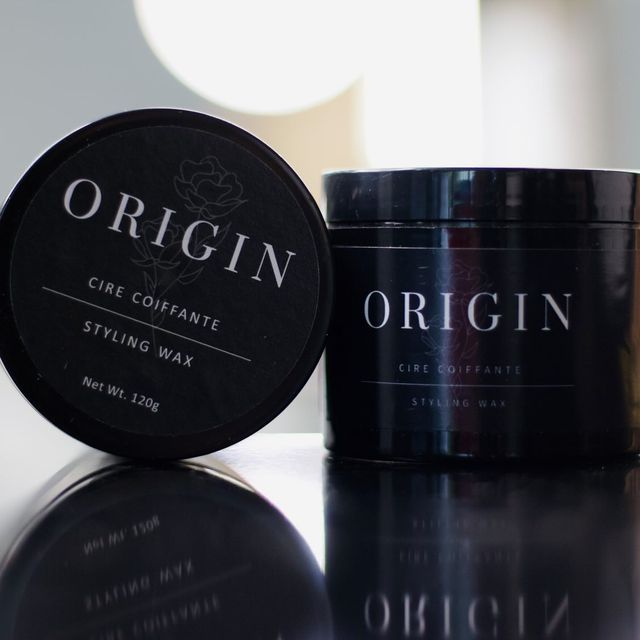 ORIGIN
CIRE COIFFANTE
STYLING WAX
Net Wt. 120g
ORIGIN
CIRE COIFFANTE
STYLING WAX